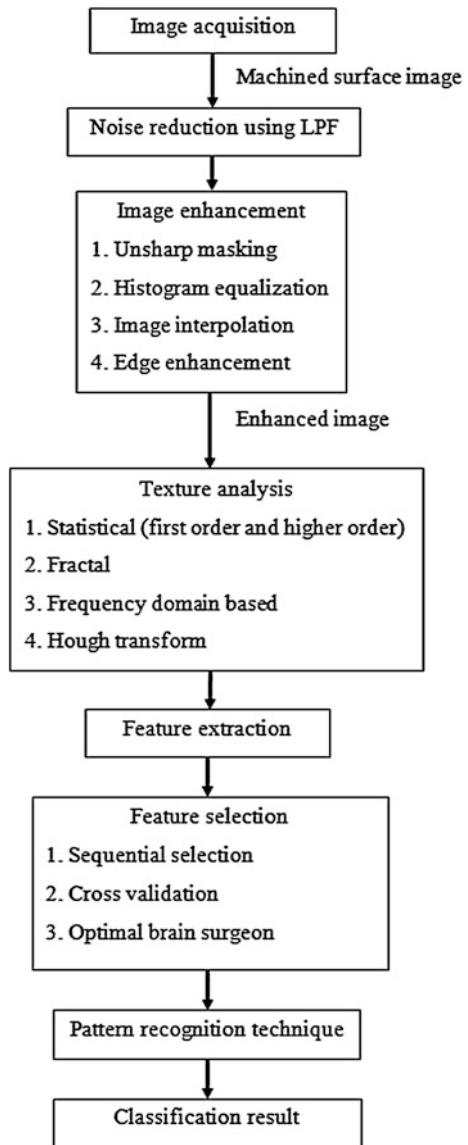 Image acquisition
Machined surface image
Noise reduction using LPF
Image enhancement
1. Unsharp masking
2. Histogram equalization
3. Image interpolation
4. Edge enhancement
Enhanced image
Texture analysis
1. Statistical (first order and higher order)
2. Fractal
3. Frequency domain based
4. Hough transform
Feature extraction
Feature selection
1. Sequential selection
2. Cross validation
3. Optimal brain surgeon
Pattern recognition technique
Classification result